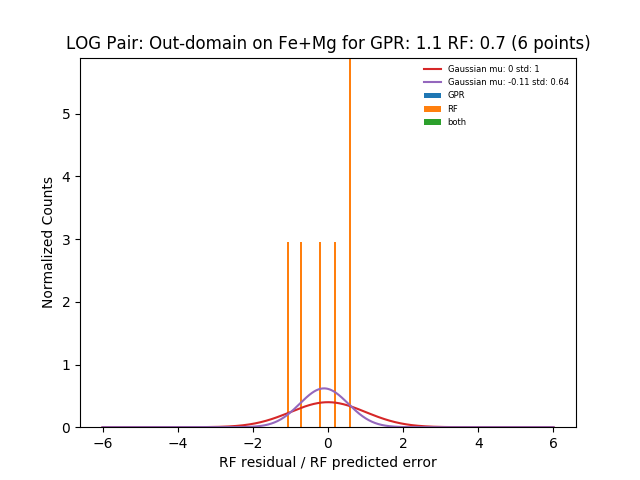 LOG Pair: Out-domain on Fe+Mg for GPR: 1.1 RF: 0.7 (6 points)
Gaussian mu: 0 std: 1
Gaussian mu: -0.11 std: 0.64
GPR
RF
both
Normalized Counts
5
4
3
2
1
0
−6
−4
−2
0
2
4
6
RF residual / RF predicted error